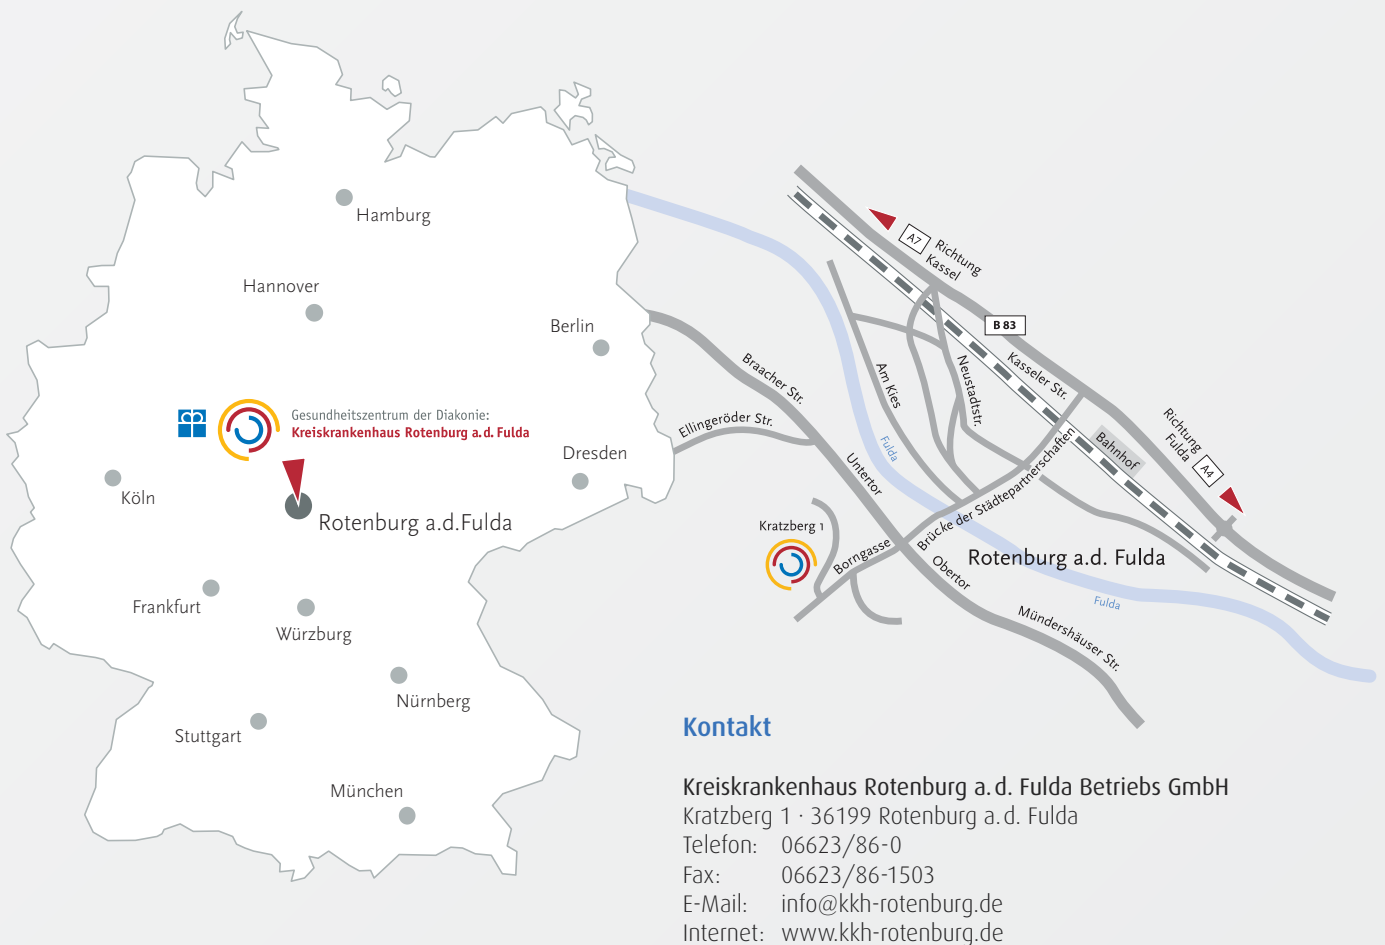 Hamburg
Hannover
Berlin
Gesundheitszentrum der Diakonie:
Kreiskrankenhaus Rotenburg a. d. Fulda
Dresden
Köln
Rotenburg a.d.Fulda
Frankfurt
Würzburg
Nürnberg
Stuttgart
München
A7
Richtung
Kassel
B 83
Kasseler Str.
Braacher Str.
Ellingeröder Str.
Am Kies
Neustadtstr.
Richtung
Fulda
A4
Bahnhof
Fulda
Untertor
Brücke der Städtepartnerschaften
Kratzberg 1
Borngasse
Obertor
Rotenburg a.d. Fulda
Fulda
Mündershäuser Str.
Kontakt
Kreiskrankenhaus Rotenburg a. d. Fulda Betriebs GmbH
Kratzberg 1 · 36199 Rotenburg a. d. Fulda
Telefon: 06623/86-0
Fax: 06623/86-1503
E-Mail: info@kkh-rotenburg.de
Internet: www.kkh-rotenburg.de